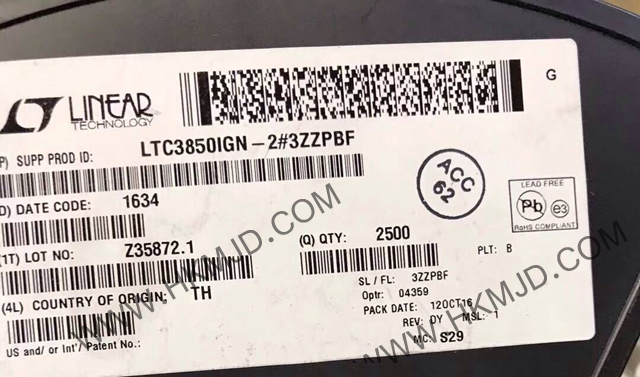 LINEAR
TECHNOLOGY
G
P) SUPP PROD ID: LTC3850IGN-2#3ZZPBF
D) DATE CODE: 1634
ACC
62
LEAD FREE
Pb e3
RoHS COMPLIANT
(1T) LOT NO: Z35872.1
(Q) QTY: 2500
PLT: B
(4L) COUNTRY OF ORIGIN: TH
SL / FL: 3ZZPBF
Optr: 04359
PACK DATE: 12OCT16
REV: DY MSL: 1
MC: S29
US and/ or Int'/ Patent No.:
WWW.HKMJD.COM
WWW.HKMJD.COM